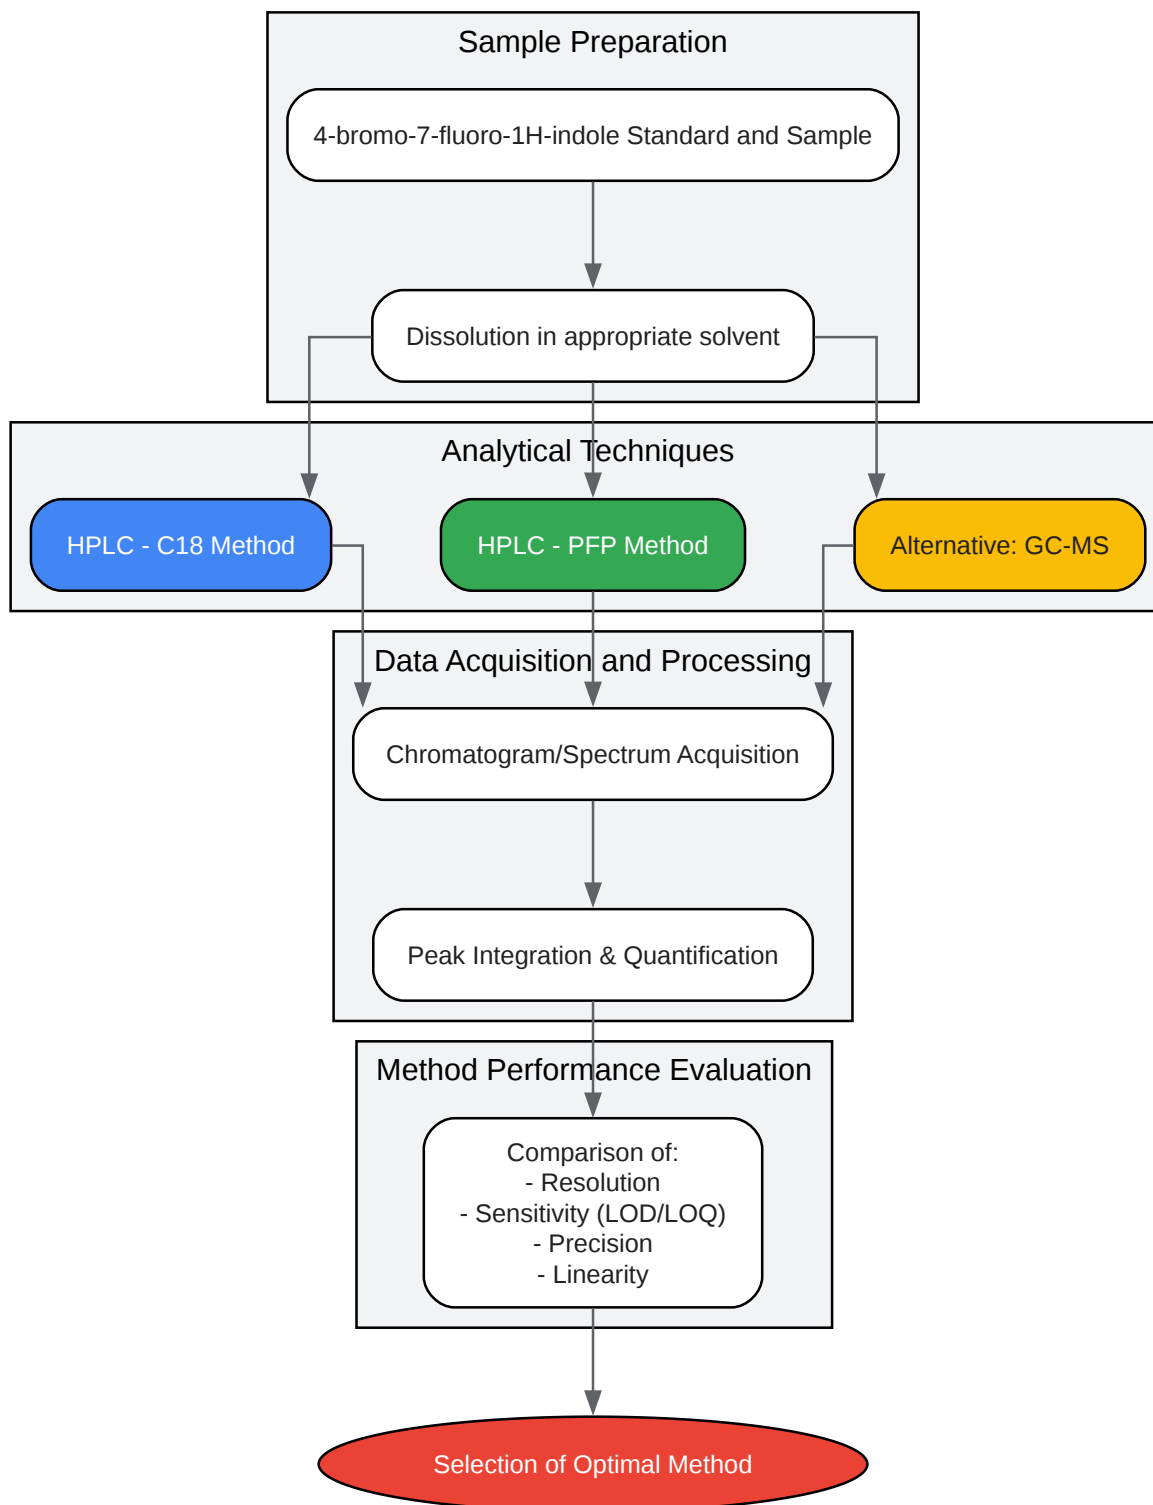 Sample Preparation
4-bromo-7-fluoro-1H-indole Standard and Sample
Dissolution in appropriate solvent
Analytical Techniques
HPLC - C18 Method
HPLC - PFP Method
Alternative: GC-MS
Data Acquisition and Processing
Chromatogram/Spectrum Acquisition
Peak Integration & Quantification
Method Performance Evaluation
Comparison of:
- Resolution
- Sensitivity (LOD/LOQ)
- Precision
- Linearity
Selection of Optimal Method